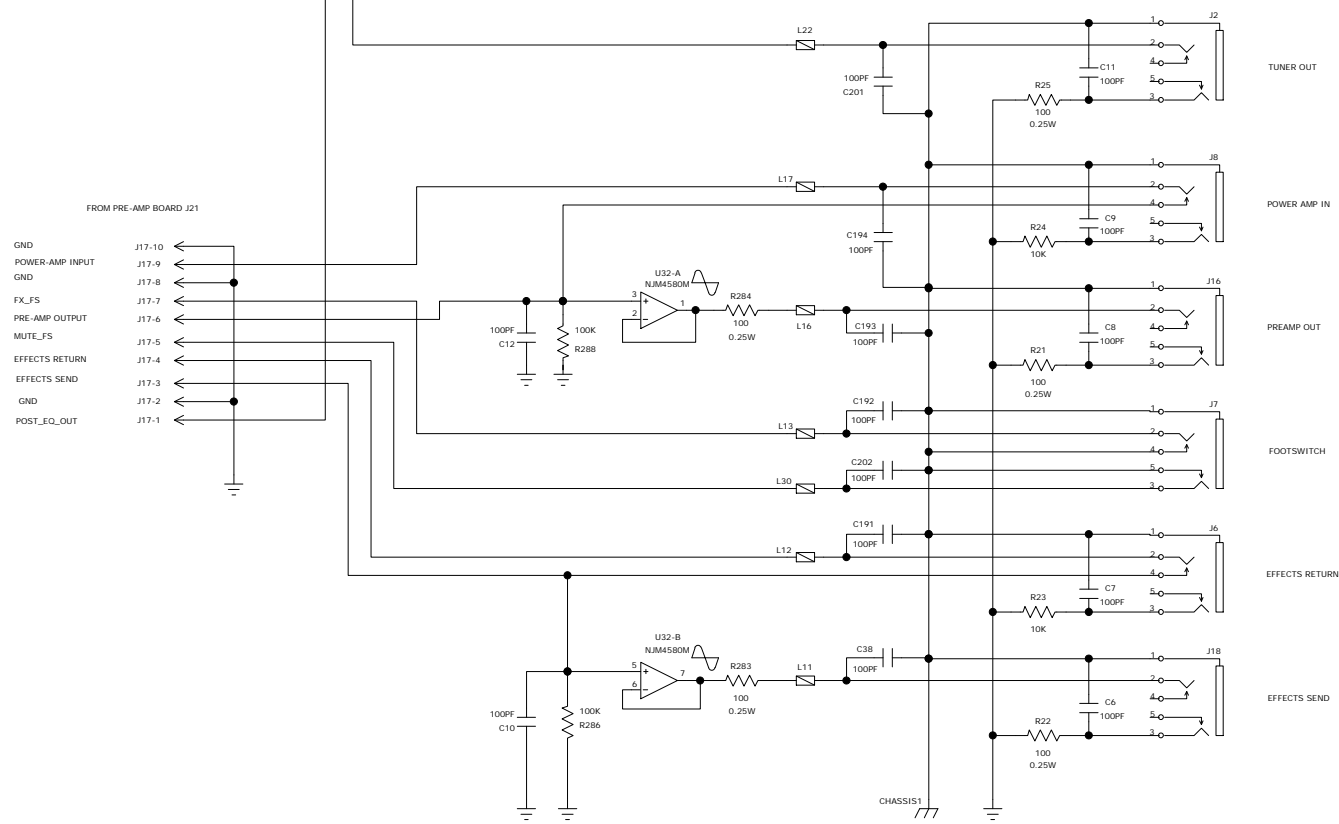 J2
1
L22
2
4
100PF
C201
C11
100PF
TUNER OUT
5
R25
3
100
0.25W
J8
1
L17
2
4
POWER AMP IN
FROM PRE-AMP BOARD J21
C9
5
R24
100PF
3
C194
100PF
10K
GND
J17-10
POWER-AMP INPUT
J17-9
GND
J17-8
FX_FS
J17-7
PRE-AMP OUTPUT
J17-6
MUTE_FS
J17-5
EFFECTS RETURN
J17-4
EFFECTS SEND
J17-3
GND
J17-2
POST_EQ_OUT
J17-1
U32-A
NJM4580M
3
+
1
2
−
R284
100
0.25W
L16
100PF
C12
100K
R288
C193
100PF
J16
1
2
4
C8
100PF
PREAMP OUT
5
R21
3
100
0.25W
J7
C192
1
100PF
L13
2
4
FOOTSWITCH
C202
5
100PF
L30
3
C191
J6
1
100PF
L12
2
4
EFFECTS RETURN
C7
5
R23
100PF
3
10K
U32-B
NJM4580M
5
+
7
6
−
R283
100
0.25W
L11
C38
100PF
J18
1
2
4
EFFECTS SEND
C6
100PF
5
R22
3
100
0.25W
100PF
C10
100K
R286
CHASSIS1